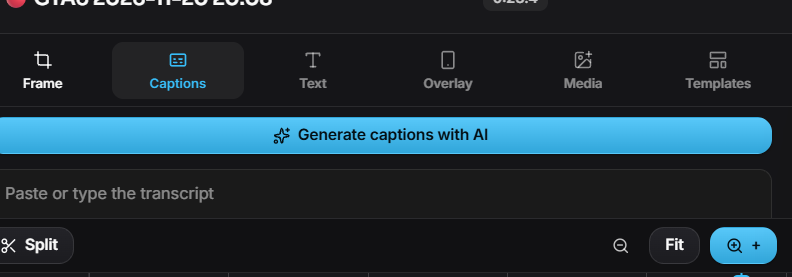 Frame
Captions
Text
Overlay
Media
Templates
Generate captions with AI
Paste or type the transcript
Split
Fit
+